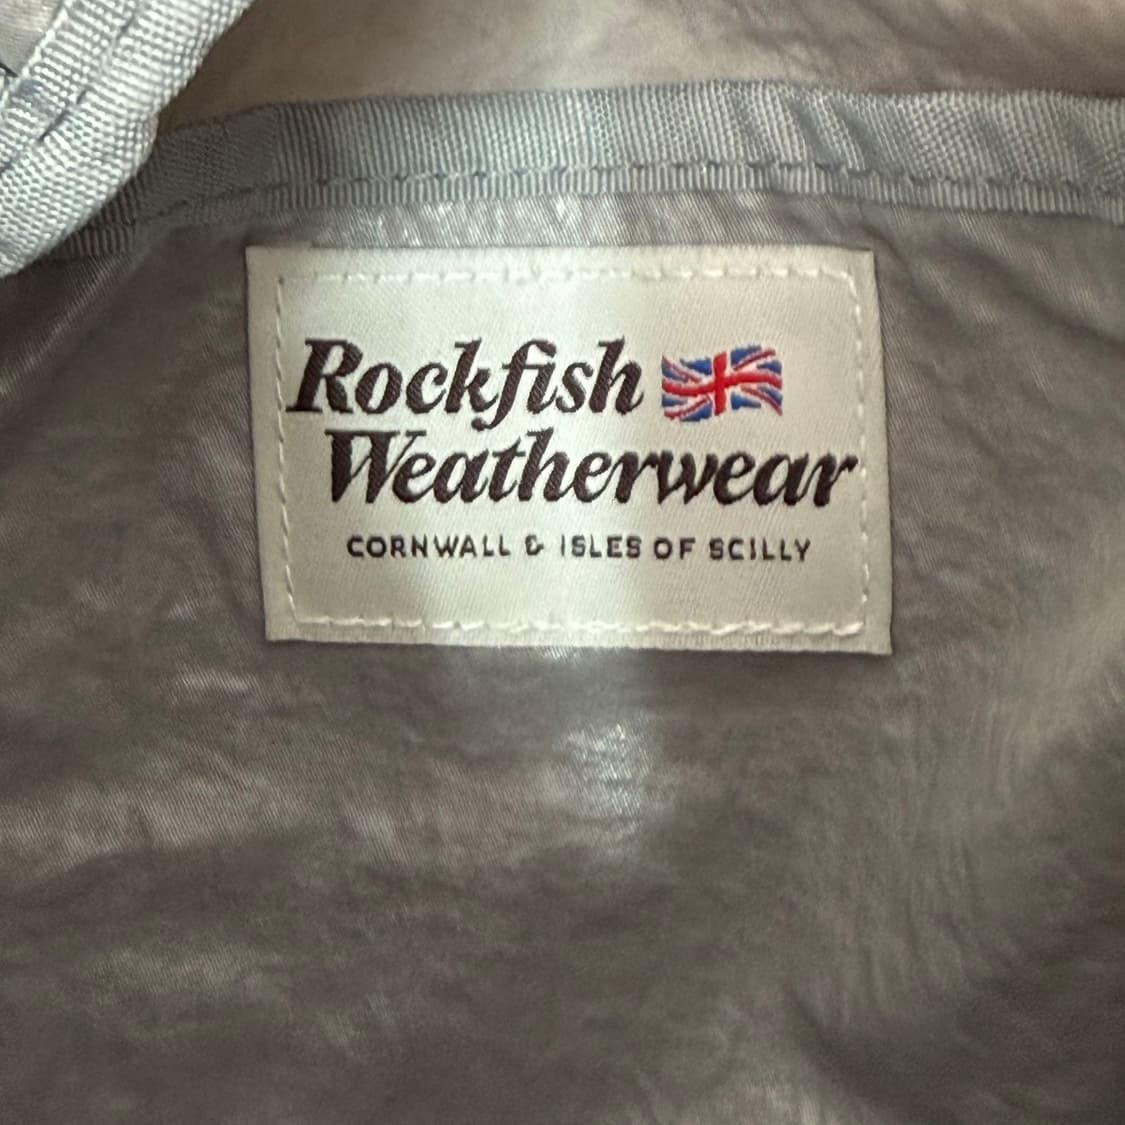 Rockfish
Weatherwear
CORNWALL & ISLES OF SCILLY